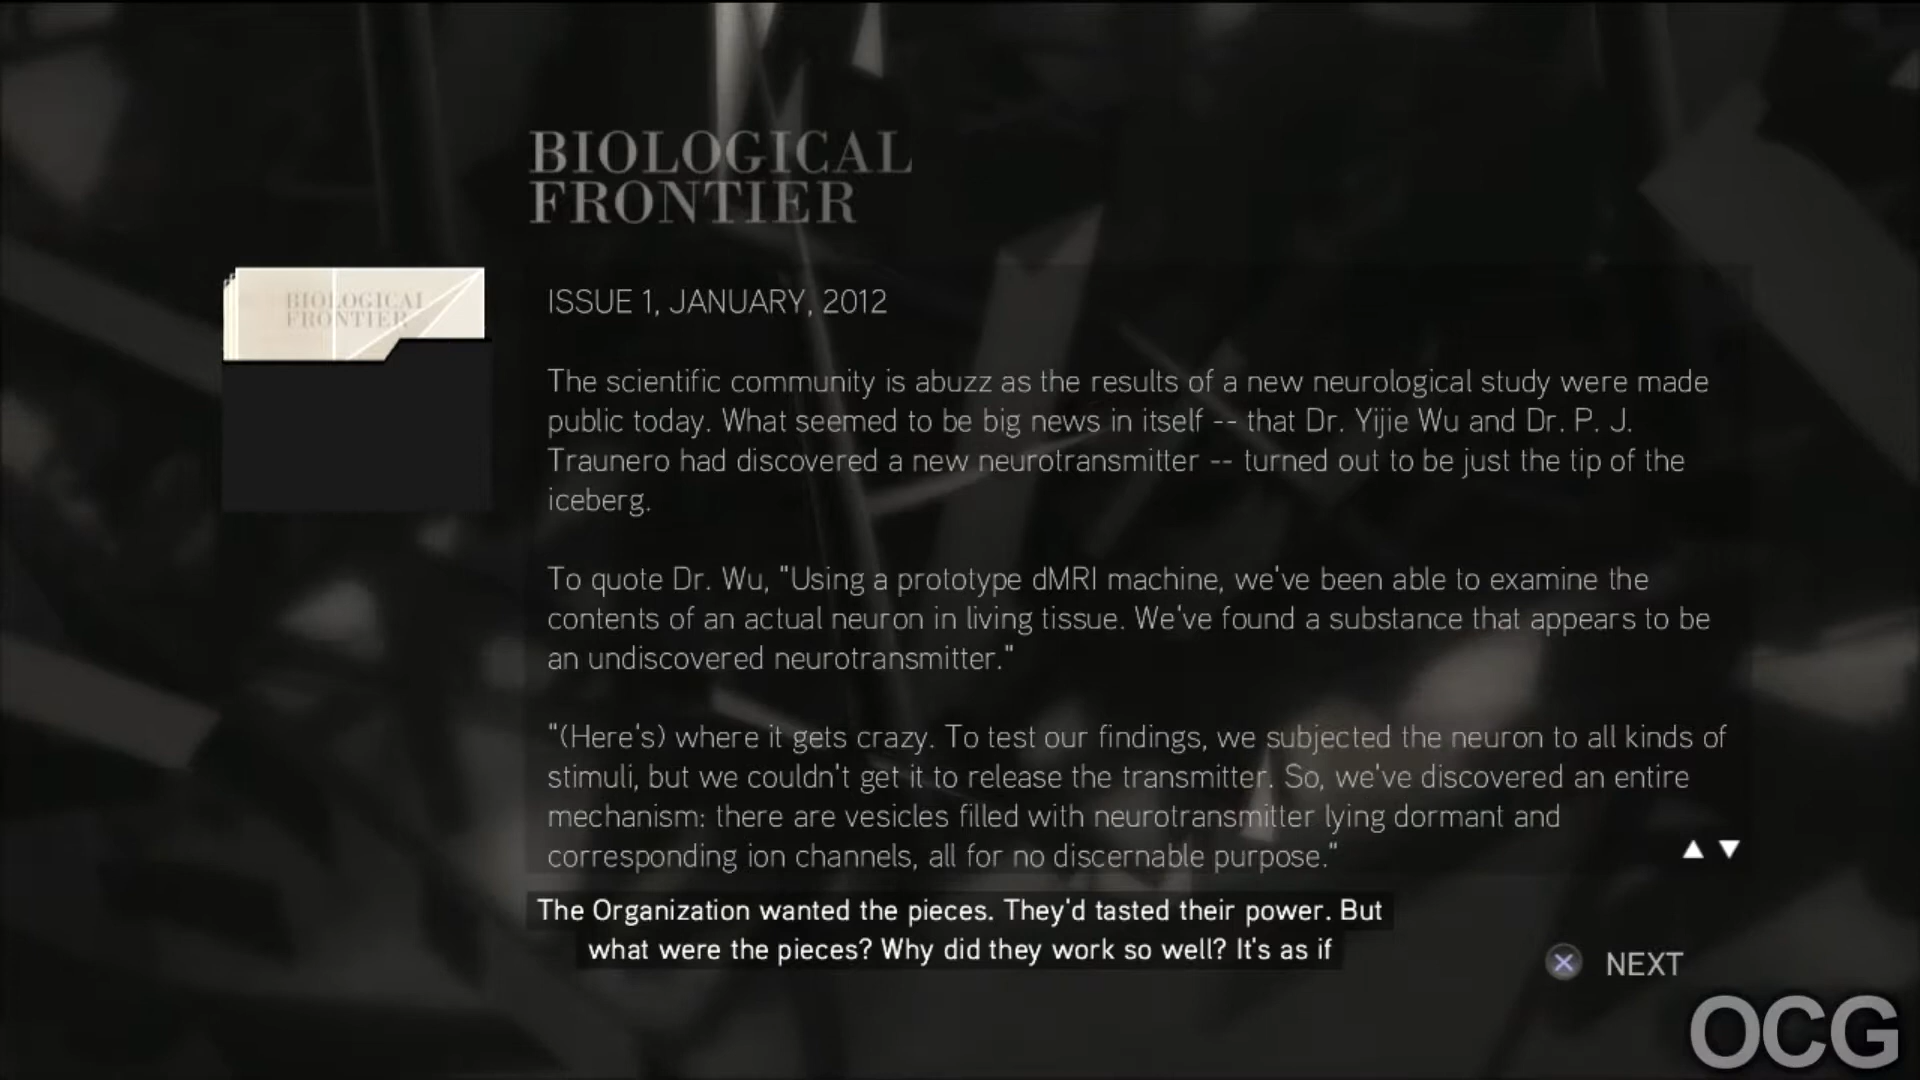 BIOLOGICAL
FRONTIER
BIOLOGICAL
FRONTIER
ISSUE 1, JANUARY, 2012
The scientific community is abuzz as the results of a new neurological study were made
public today. What seemed to be big news in itself -- that Dr. Yijie Wu and Dr. P. J.
Traunero had discovered a new neurotransmitter -- turned out to be just the tip of the
iceberg.
To quote Dr. Wu, "Using a prototype dMRI machine, we've been able to examine the
contents of an actual neuron in living tissue. We've found a substance that appears to be
an undiscovered neurotransmitter."
"(Here's) where it gets crazy. To test our findings, we subjected the neuron to all kinds of
stimuli, but we couldn't get it to release the transmitter. So, we've discovered an entire
mechanism: there are vesicles filled with neurotransmitter lying dormant and
corresponding ion channels, all for no discernable purpose."
The Organization wanted the pieces. They'd tasted their power. But
what were the pieces? Why did they work so well? It's as if
NEXT
OCG